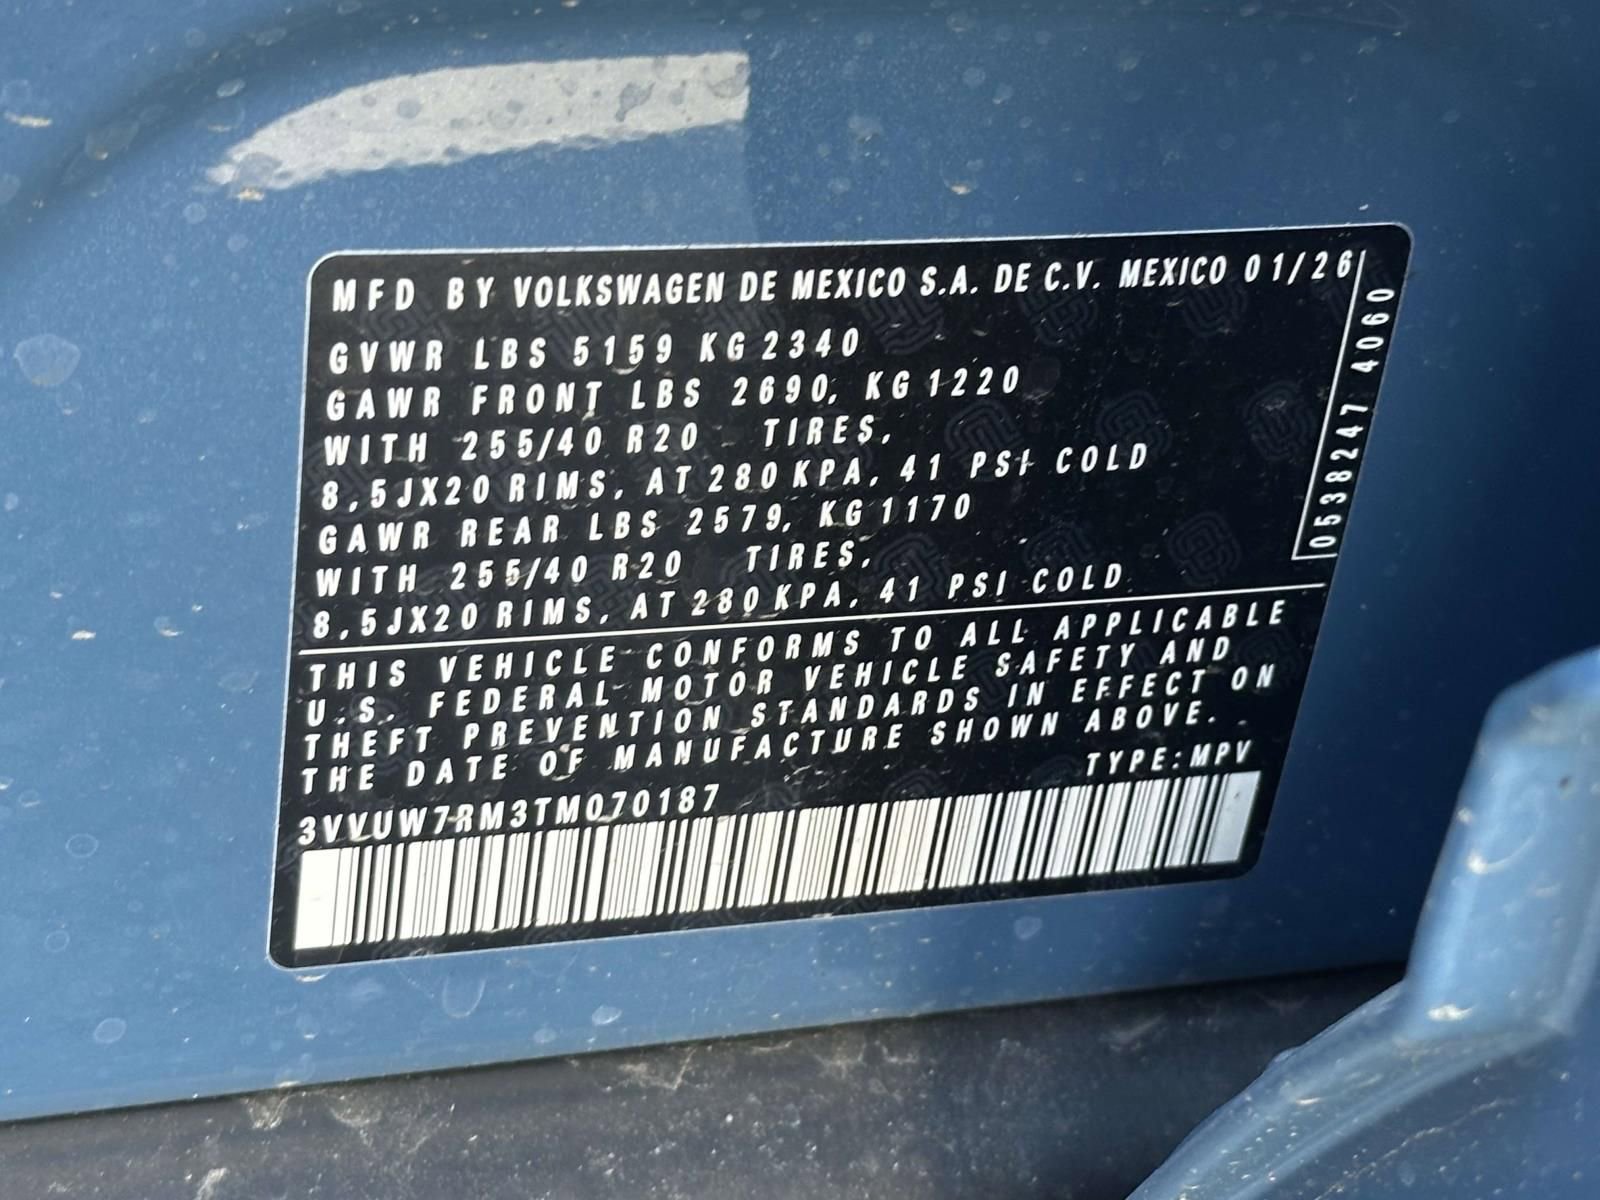 MFD BY VOLKSWAGEN DE MEXICO S.A. DE C.V. MEXICO 01/26
GVWR LBS 5159 KG 2340
GAWR FRONT LBS 2690, KG 1220
WITH 255/40 R20 TIRES,
8,5JX20 RIMS, AT 280 KPA, 41 PSI COLD
GAWR REAR LBS 2579, KG 1170
WITH 255/40 R20 TIRES,
8,5JX20 RIMS, AT 280 KPA, 41 PSI COLD
0538247 4060
THIS VEHICLE CONFORMS TO ALL APPLICABLE
U.S. FEDERAL MOTOR VEHICLE SAFETY AND
THEFT PREVENTION STANDARDS IN EFFECT ON
THE DATE OF MANUFACTURE SHOWN ABOVE.
TYPE:MPV
3VVUW7RM3TM070187